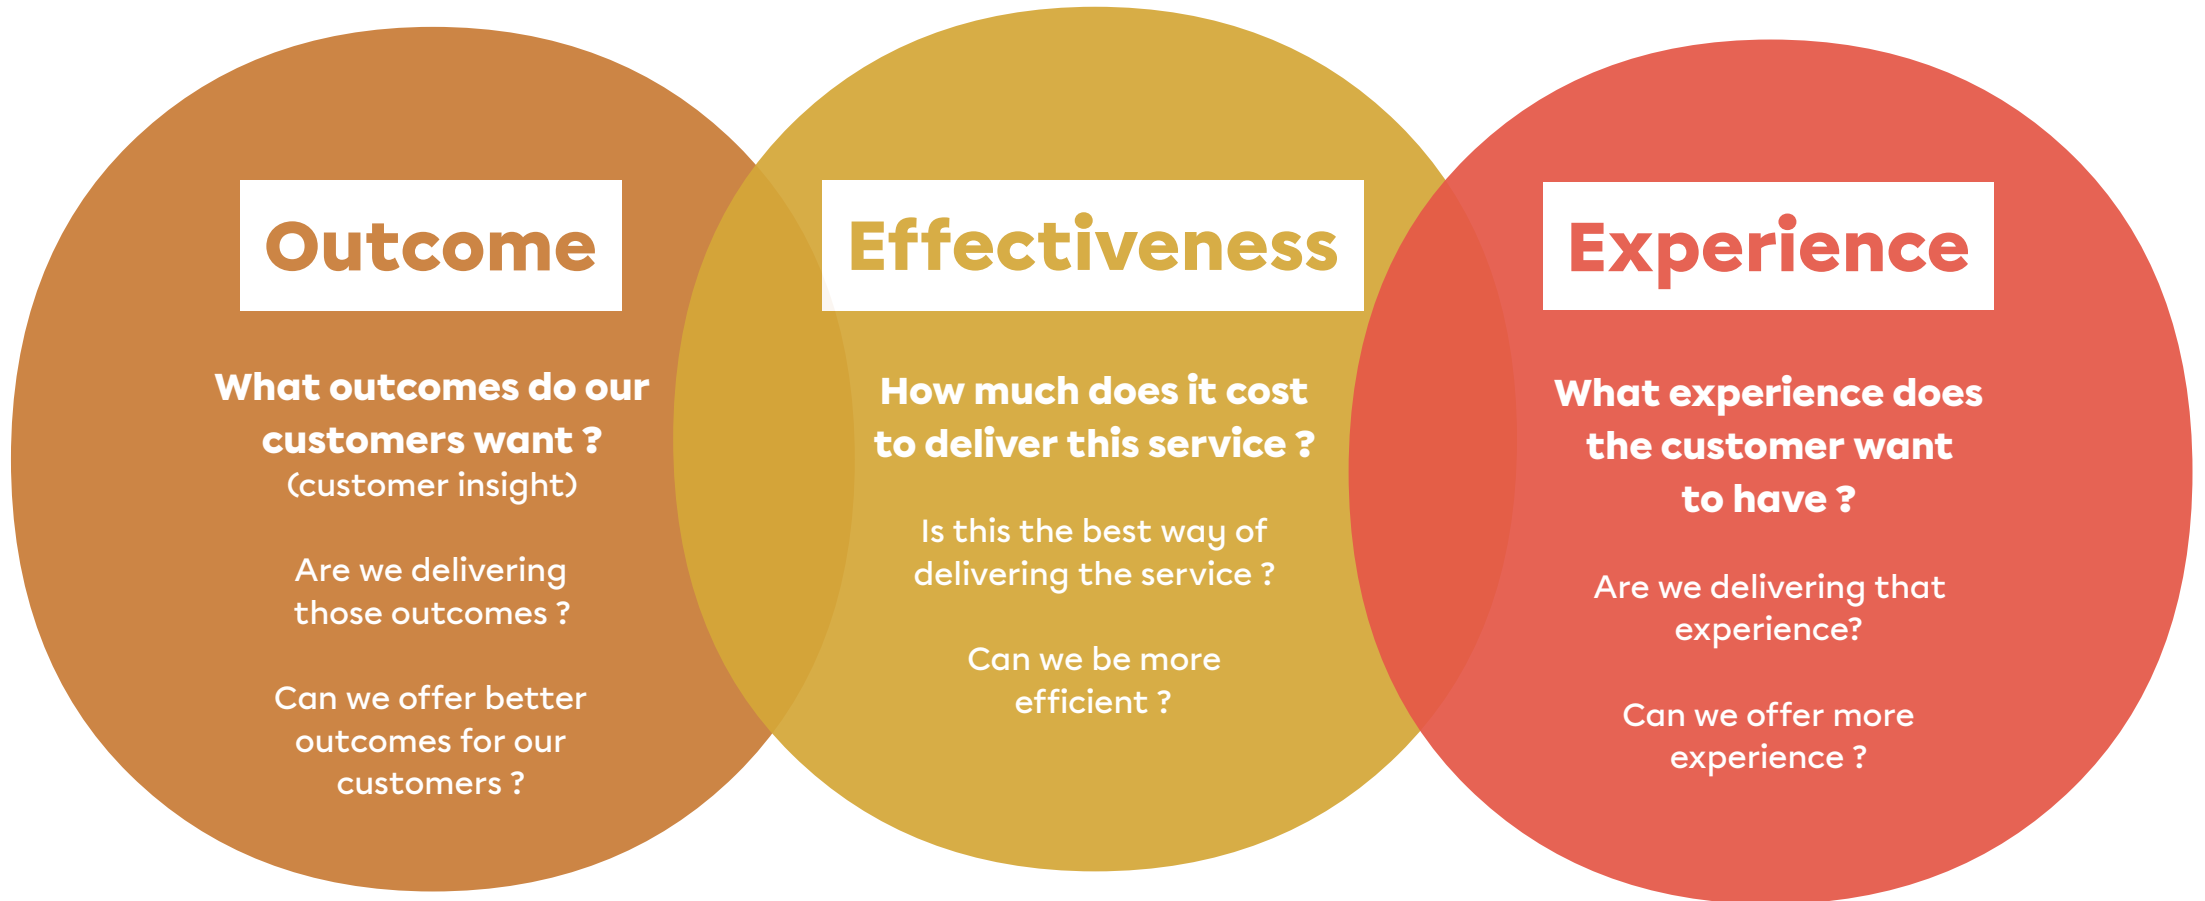 Outcome
What outcomes do our
customers want ?
(customer insight)
Are we delivering
those outcomes ?
Can we offer better
outcomes for our
customers ?
Effectiveness
How much does it cost
to deliver this service ?
Is this the best way of
delivering the service ?
Can we be more
efficient ?
Experience
What experience does
the customer want
to have ?
Are we delivering that
experience?
Can we offer more
experience ?